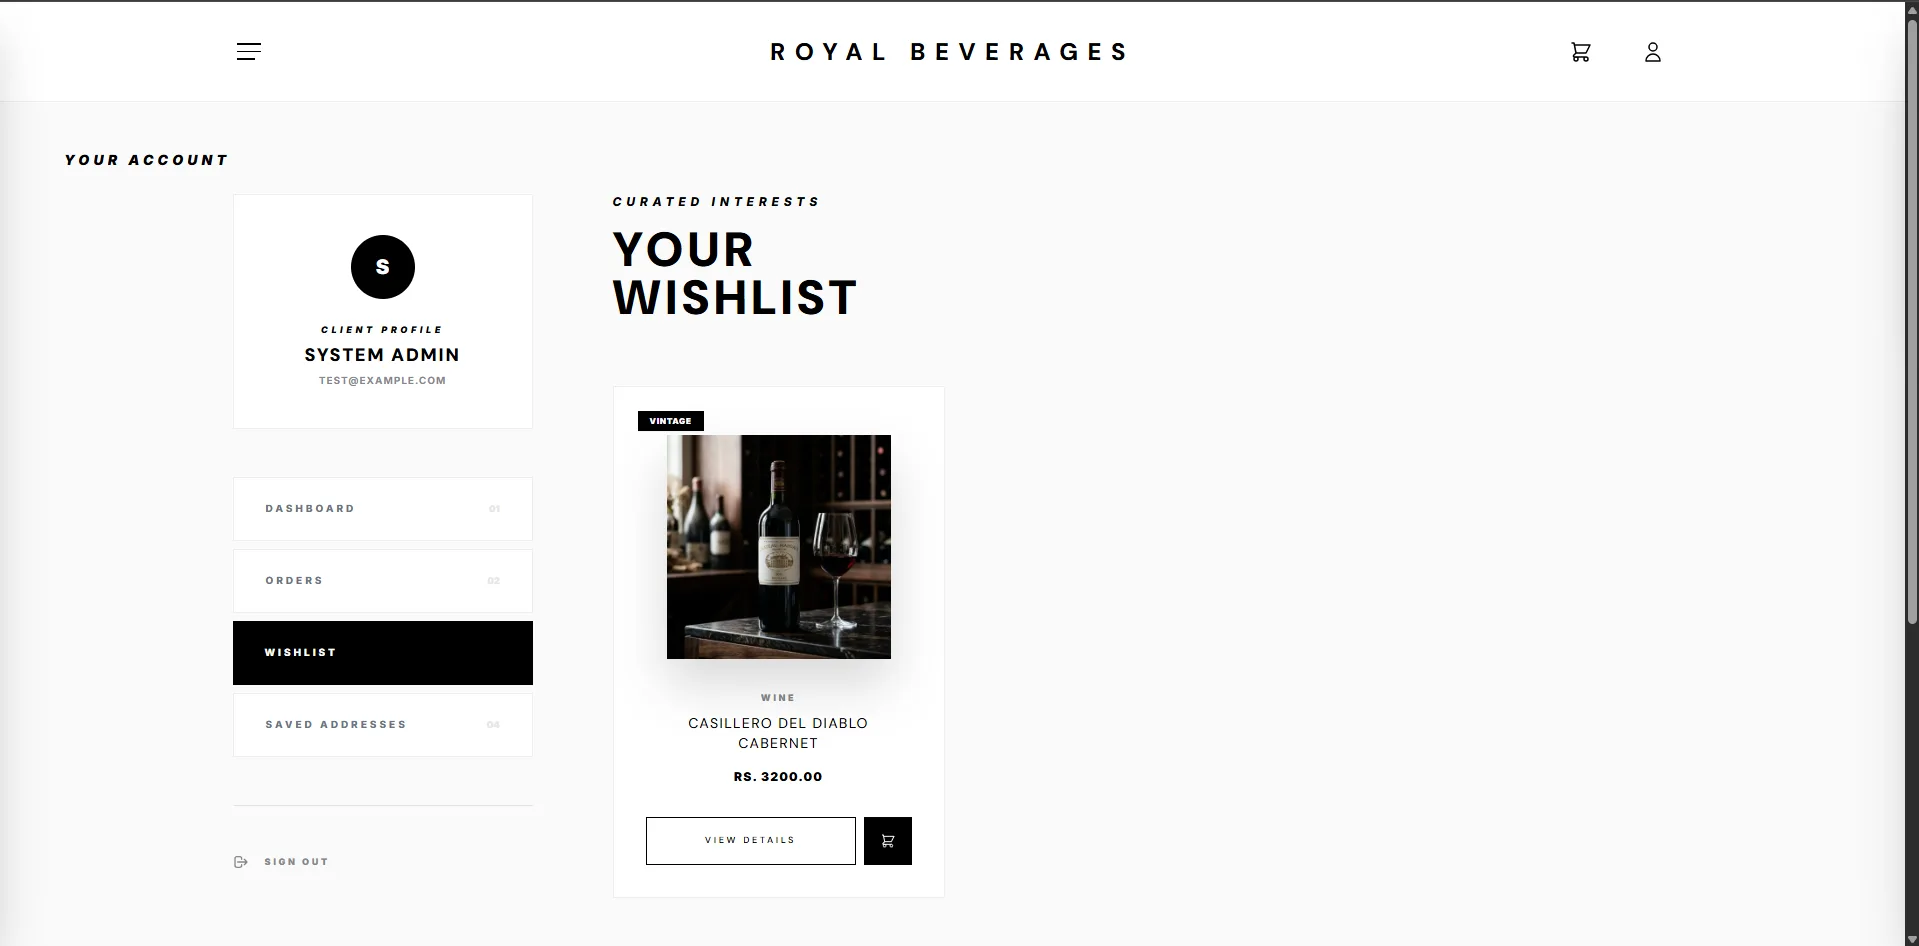 ROYAL BEVERAGES
YOUR ACCOUNT
S
CLIENT PROFILE
SYSTEM ADMIN
TEST@EXAMPLE.COM
DASHBOARD 01
ORDERS 02
WISHLIST
SAVED ADDRESSES 04
SIGN OUT
CURATED INTERESTS
YOUR
WISHLIST
VINTAGE
WINE
CASILLERO DEL DIABLO
CABERNET
RS. 3200.00
VIEW DETAILS